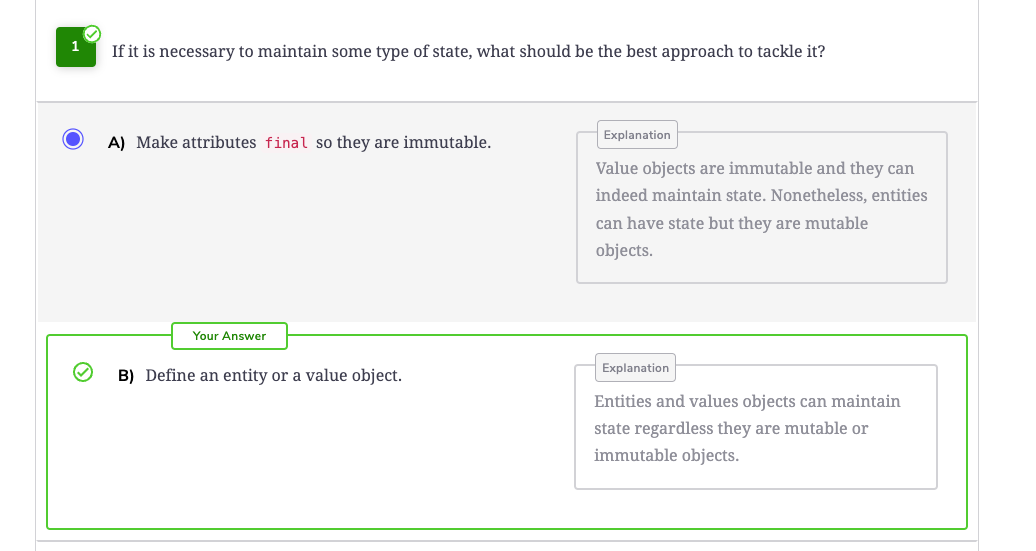 1
If it is necessary to maintain some type of state, what should be the best approach to tackle it?
A) Make attributes final so they are immutable.
Explanation
Value objects are immutable and they can
indeed maintain state. Nonetheless, entities
can have state but they are mutable
objects.
Your Answer
B) Define an entity or a value object.
Explanation
Entities and values objects can maintain
state regardless they are mutable or
immutable objects.